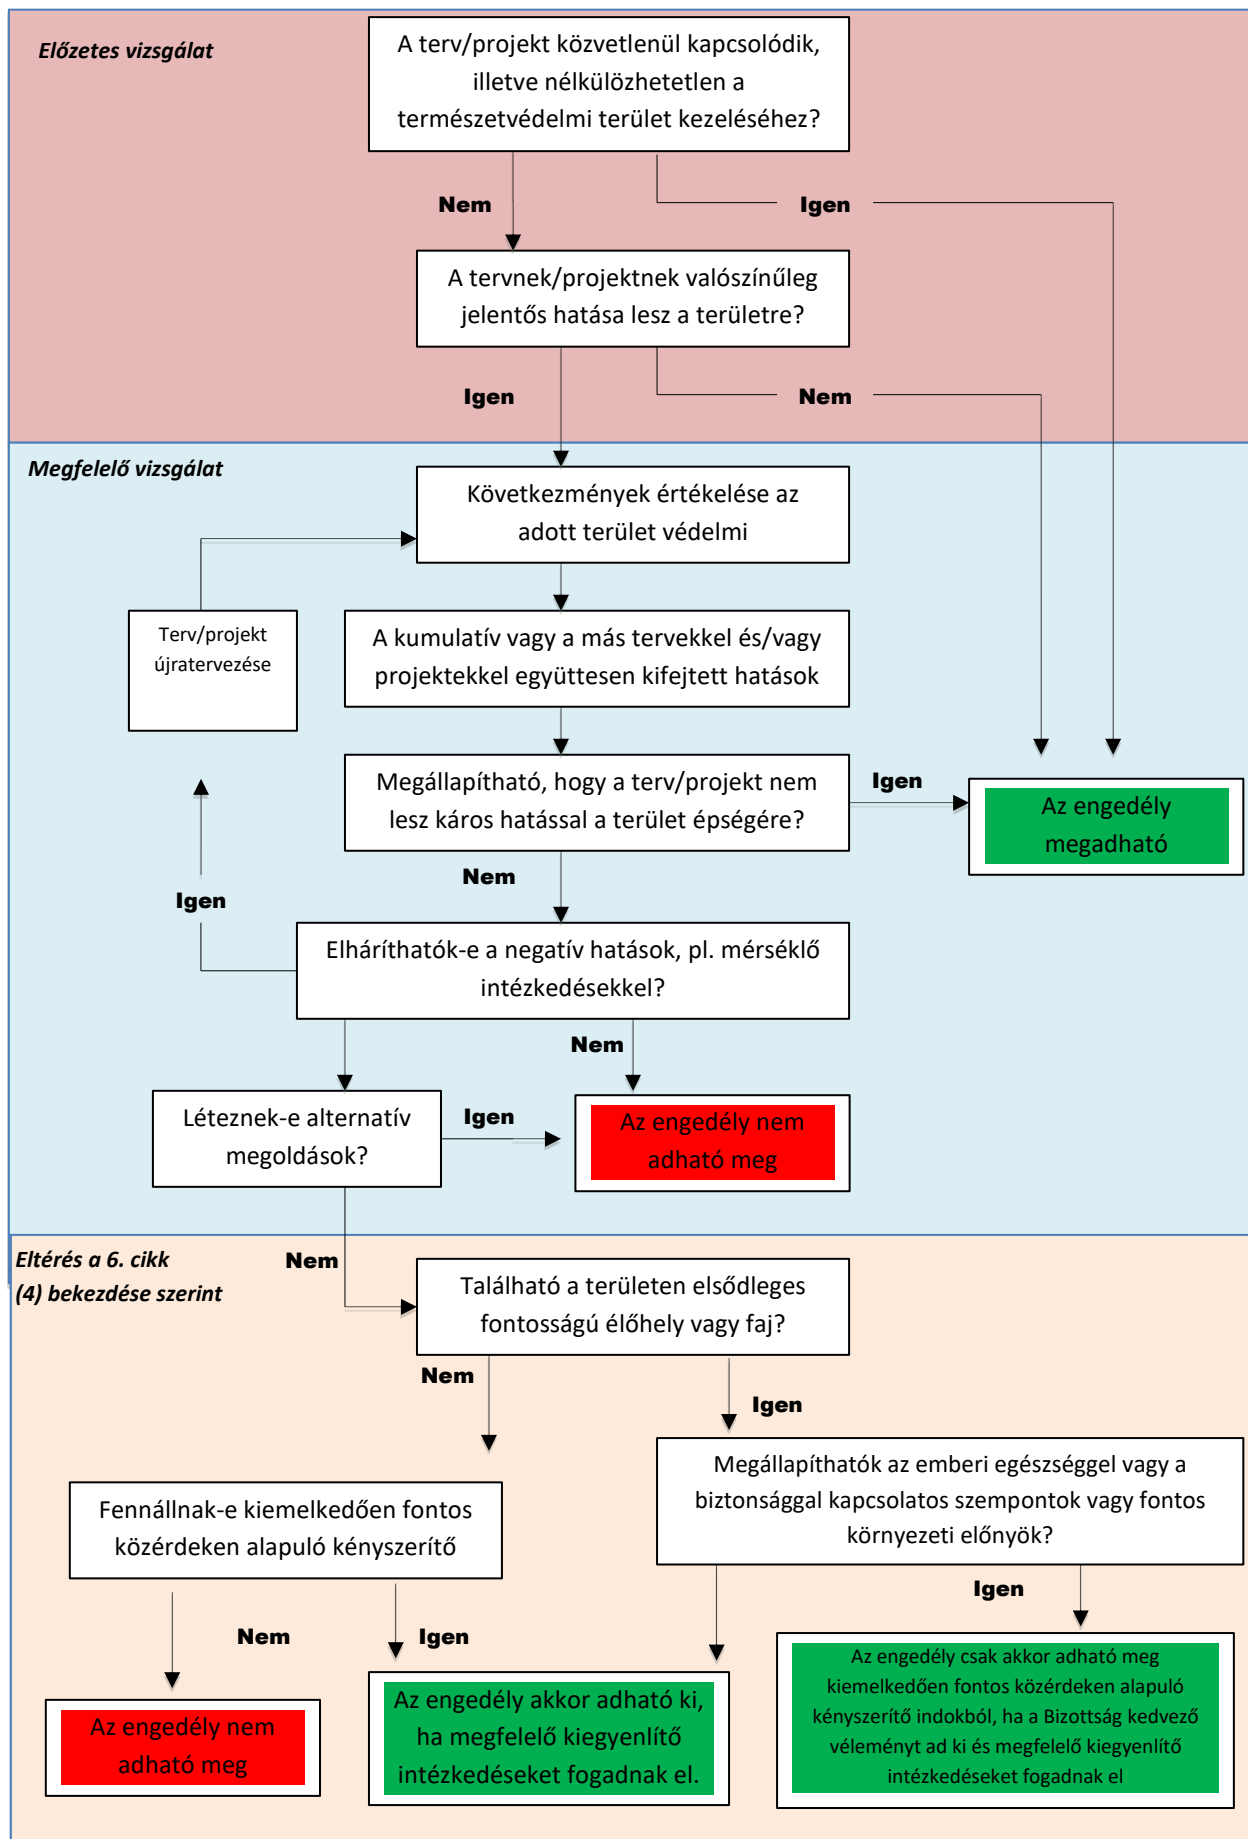 Előzetes vizsgálat
A terv/projekt közvetlenül kapcsolódik,
illetve nélkülözhetetlen a
természetvédelmi terület kezeléséhez?
Nem
Igen
A tervnek/projektnek valószínűleg
jelentős hatása lesz a területre?
Igen
Nem
Megfelelő vizsgálat
Következmények értékelése az
adott terület védelmi
Terv/projekt
újratervezése
A kumulatív vagy a más tervekkel és/vagy
projektekkel együttesen kifejtett hatások
Megállapítható, hogy a terv/projekt nem
lesz káros hatással a terület épségére?
Igen
Az engedély
megadható
Nem
Igen
Elháríthatók-e a negatív hatások, pl. mérséklő
intézkedésekkel?
Nem
Léteznek-e alternatív
megoldások?
Igen
Az engedély nem
adható meg
Eltérés a 6. cikk
(4) bekezdése szerint
Nem
Található a területen elsődleges
fontosságú élőhely vagy faj?
Nem
Igen
Fennállnak-e kiemelkedően fontos
közérdeken alapuló kényszerítő
Megállapíthatók az emberi egészséggel vagy a
biztonsággal kapcsolatos szempontok vagy fontos
környezeti előnyök?
Nem
Igen
Igen
Az engedély nem
adható meg
Az engedély akkor adható ki,
ha megfelelő kiegyenlítő
intézkedéseket fogadnak el.
Az engedély csak akkor adható meg
kiemelkedően fontos közérdeken alapuló
kényszerítő indokból, ha a Bizottság kedvező
véleményt ad ki és megfelelő kiegyenlítő
intézkedéseket fogadnak el